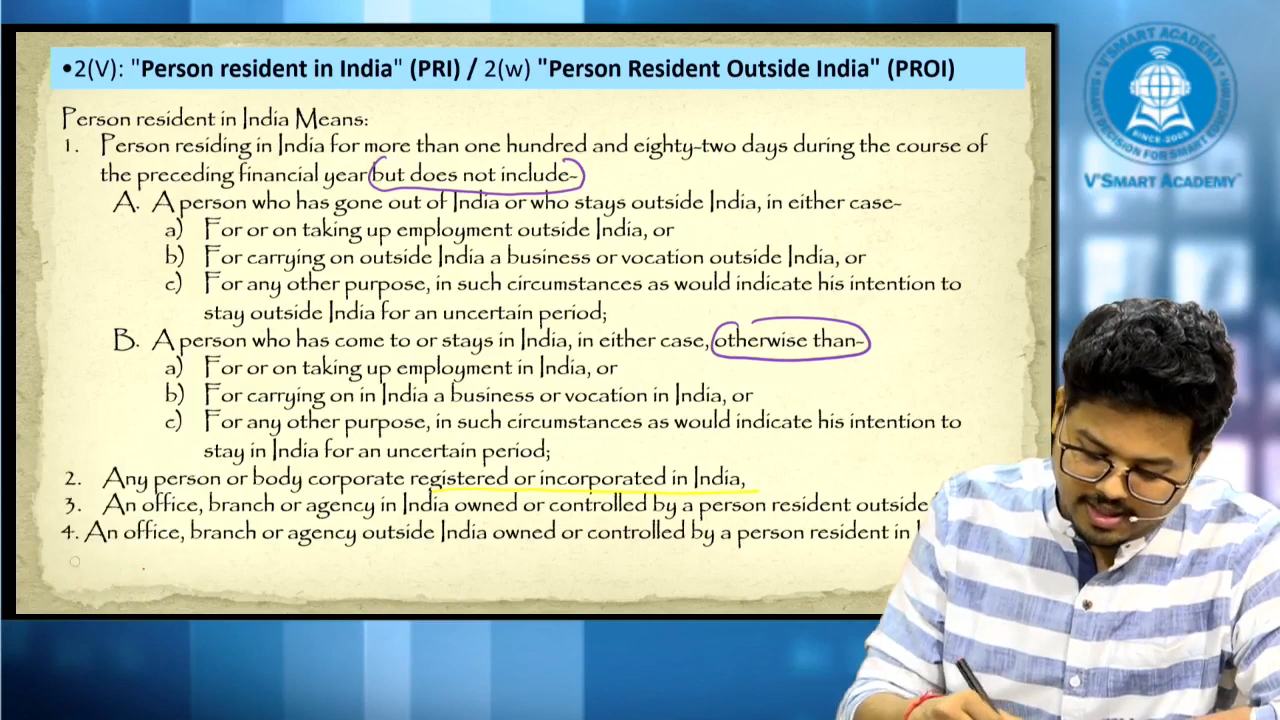 •2(V): "Person resident in India" (PRI) / 2(w) "Person Resident Outside India" (PROI)
Person resident in India Means:
1. Person residing in India for more than one hundred and eighty-two days during the course of
the preceding financial year but does not include-
A. A person who has gone out of India or who stays outside India, in either case-
a) For or on taking up employment outside India, or
b) For carrying on outside India a business or vocation outside India, or
c) For any other purpose, in such circumstances as would indicate his intention to
stay outside India for an uncertain period;
B. A person who has come to or stays in India, in either case, otherwise than-
a) For or on taking up employment in India, or
b) For carrying on in India a business or vocation in India, or
c) For any other purpose, in such circumstances as would indicate his intention to
stay in India for an uncertain period;
2. Any person or body corporate registered or incorporated in India,
3. An office, branch or agency in India owned or controlled by a person resident outside
4. An office, branch or agency outside India owned or controlled by a person resident in
V'SMART ACADEMY
SINCE-2025
V'SMART ACADEMY™